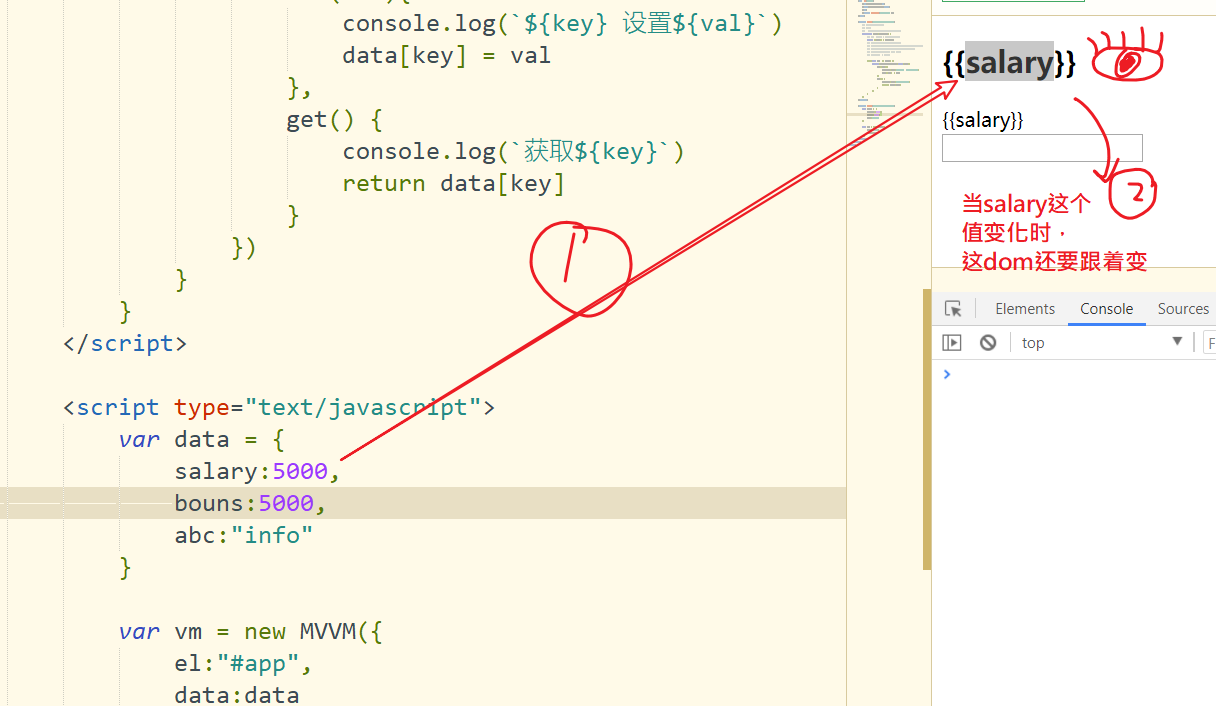 console.log(`${key} 设置${val}`)
data[key] = val
},
get() {
console.log(`获取${key}`)
return data[key]
}
})
}
}
</script>
<script type="text/javascript">
var data = {
salary:5000,
bouns:5000,
abc:"info"
}
var vm = new MVVM({
el:"#app",
data:data
1
{{salary}}
{{salary}}
2
当salary这个
值变化时，
这dom还要跟着变
Elements Console Sources
top
F